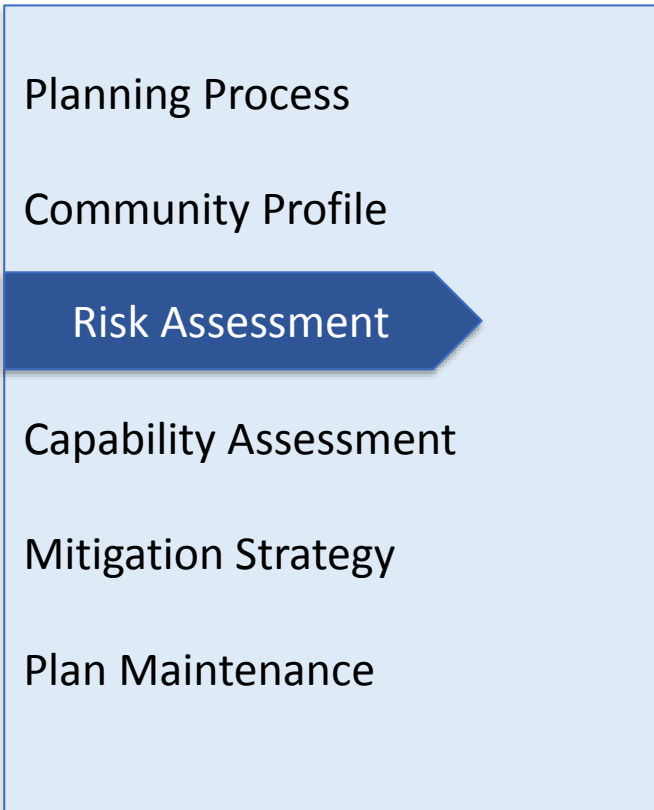 Planning Process
Community Profile
Risk Assessment
Capability Assessment
Mitigation Strategy
Plan Maintenance